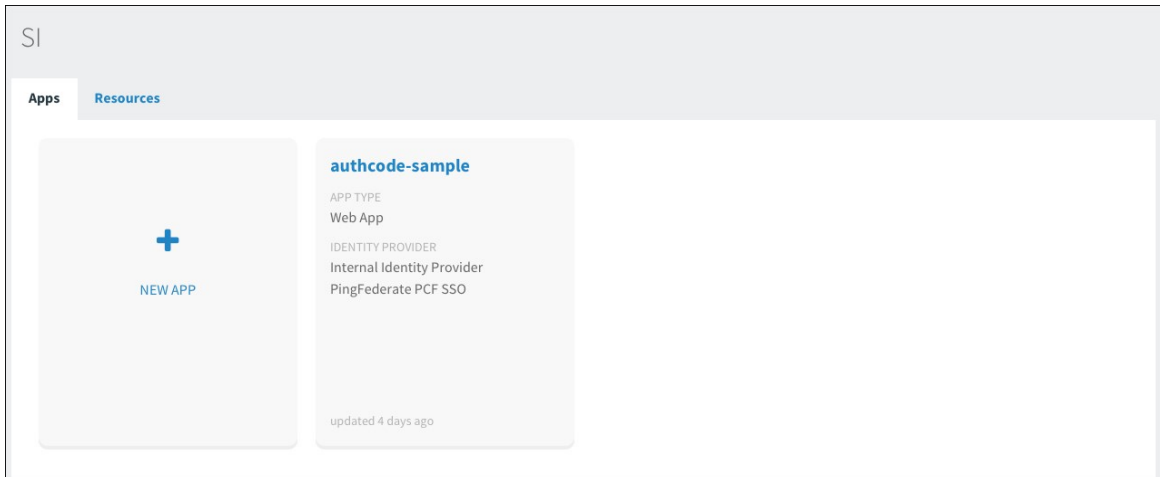 SI
Apps
Resources
NEW APP
authcode-sample
APP TYPE
Web App
IDENTITY PROVIDER
Internal Identity Provider
PingFederate PCF SSO
updated 4 days ago